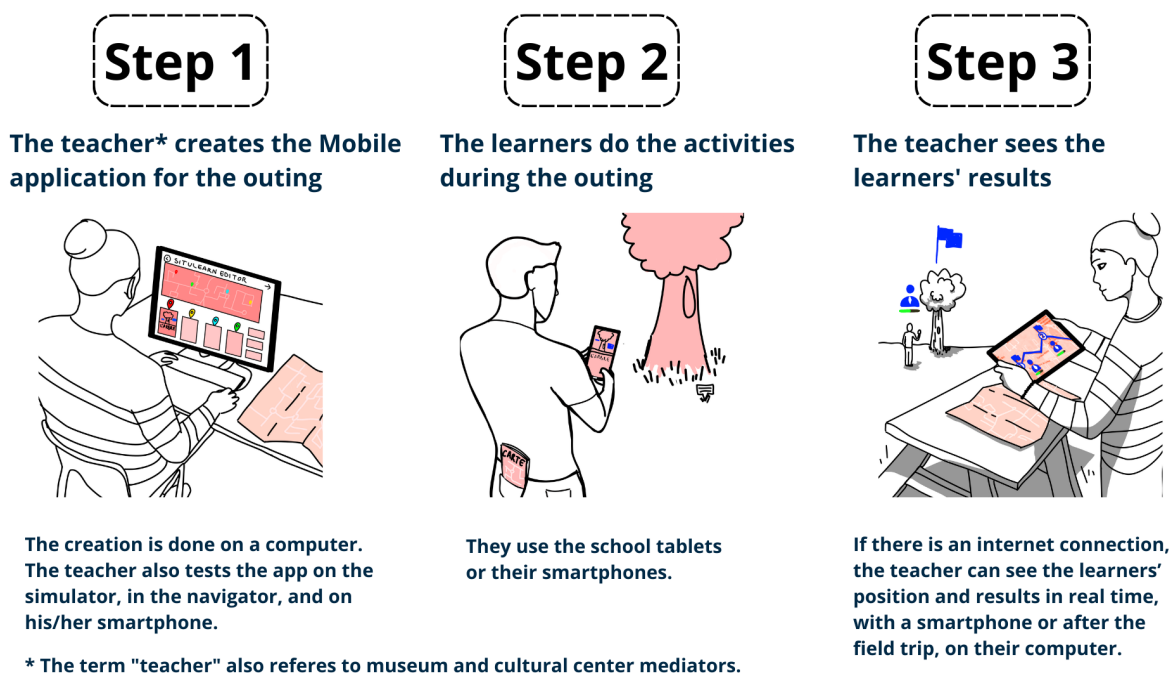 Step 1
The teacher* creates the Mobile
application for the outing
SITULEARN EDITOR
The creation is done on a computer.
The teacher also tests the app on the
simulator, in the navigator, and on
his/her smartphone.
Step 2
The learners do the activities
during the outing
CARTE
They use the school tablets
or their smartphones.
Step 3
The teacher sees the
learners' results
If there is an internet connection,
the teacher can see the learners’
position and results in real time,
with a smartphone or after the
field trip, on their computer.
* The term "teacher" also referes to museum and cultural center mediators.